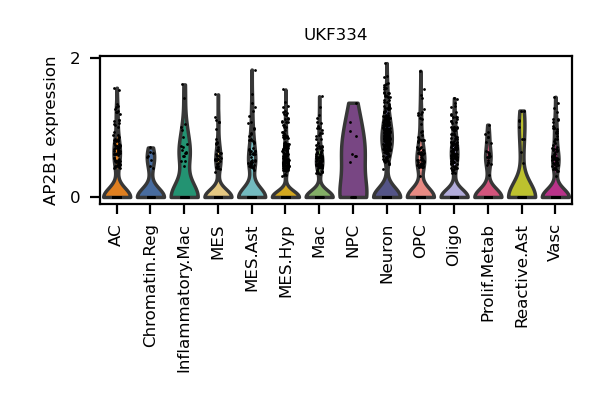 UKF334
AP2B1 expression
2
0
AC
Chromatin.Reg
Inflammatory.Mac
MES
MES.Ast
MES.Hyp
Mac
NPC
Neuron
OPC
Oligo
Prolif.Metab
Reactive.Ast
Vasc